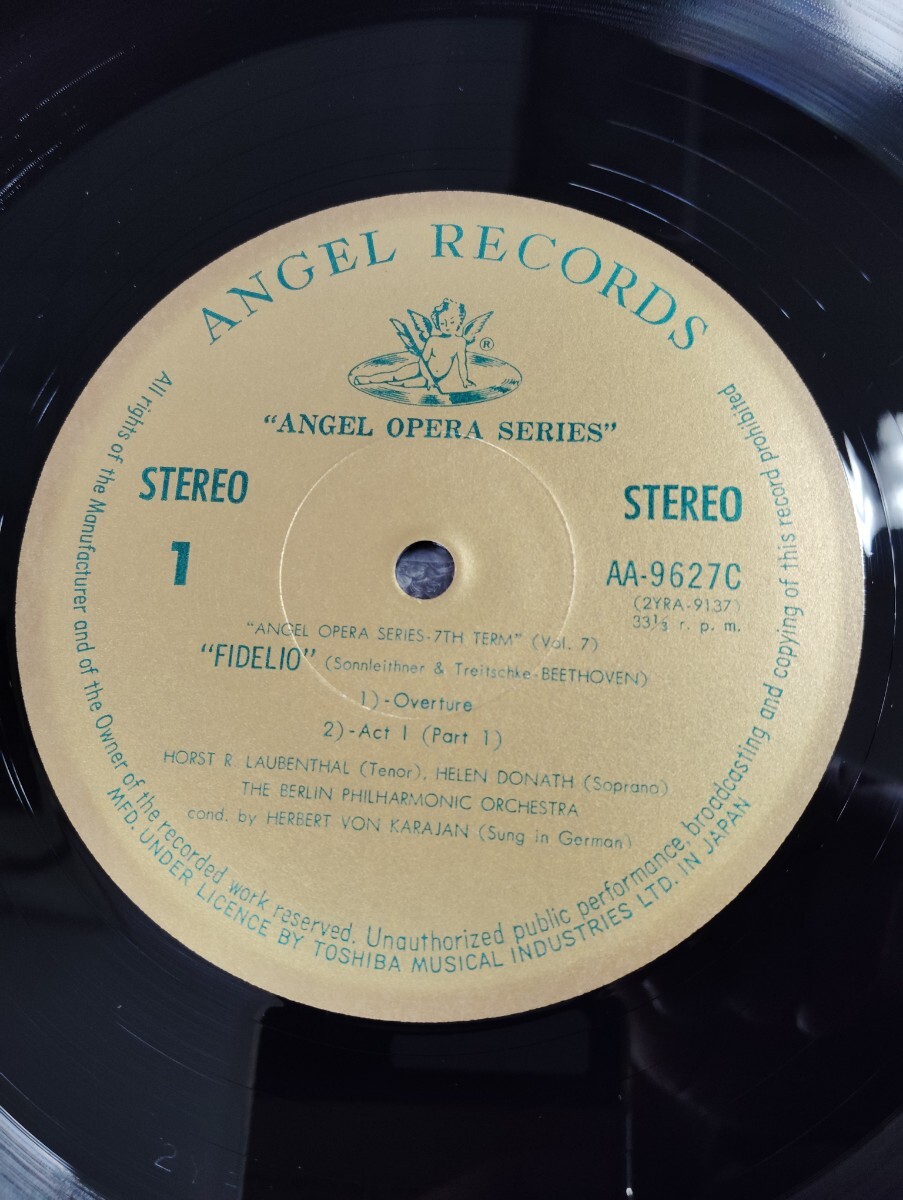 ANGEL RECORDS
®
“ANGEL OPERA SERIES”
STEREO
STEREO
1
AA-9627C
(2YRA-9137)
33⅓ r. p. m.
“ANGEL OPERA SERIES-7TH TERM” (Vol. 7)
“FIDELIO” (Sonnleithner & Treitschke-BEETHOVEN)
1)-Overture
2)-Act I (Part 1)
HORST R. LAUBENTHAL (Tenor), HELEN DONATH (Soprano)
THE BERLIN PHILHARMONIC ORCHESTRA
cond. by HERBERT VON KARAJAN (Sung in German)
All rights of the Manufacturer and of the Owner of the recorded work reserved. Unauthorized public performance, broadcasting and copying of this record prohibited
MFD. UNDER LICENCE BY TOSHIBA MUSICAL INDUSTRIES LTD. IN JAPAN